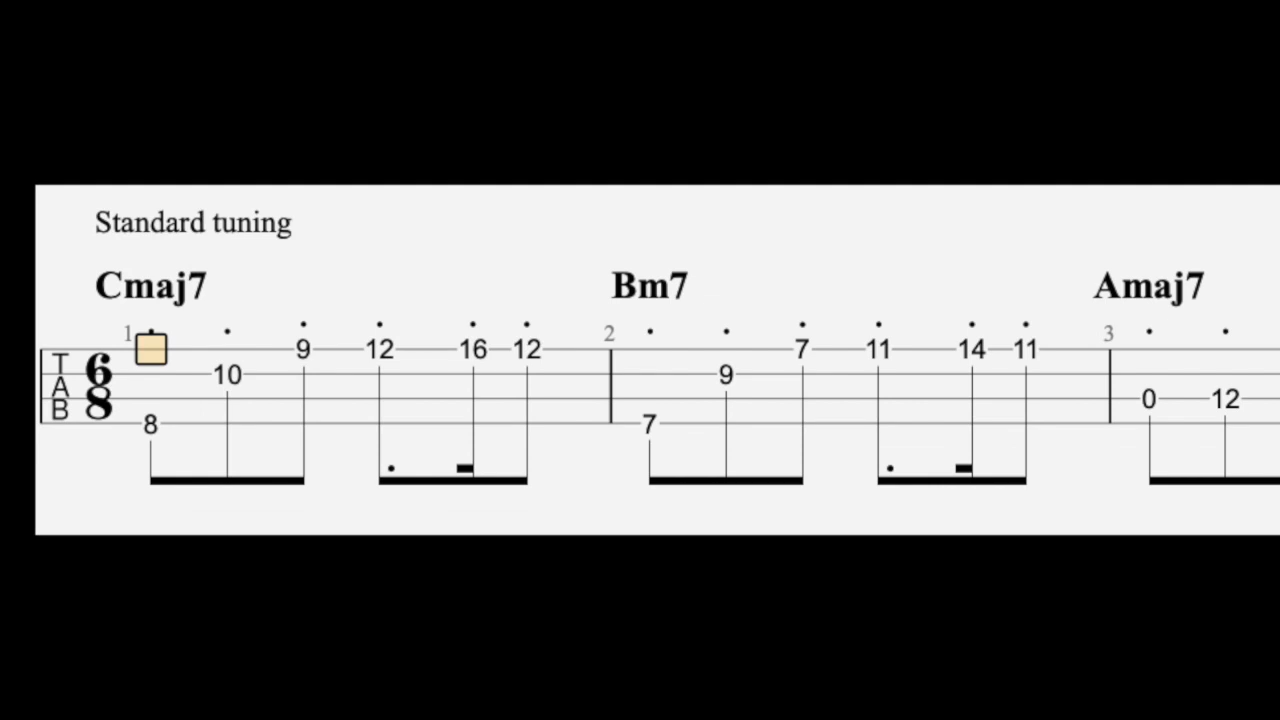 Standard tuning
Cmaj7 Bm7 Amaj7
1 2 3
T 6 9 12 16 12 7 11 14 11
A 10 9
B 8 0 12
8 7